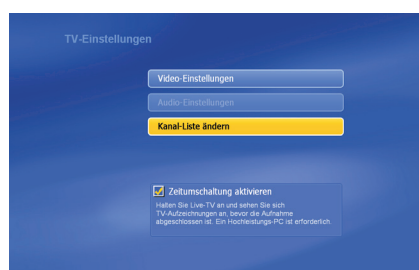 TV-Einstellungen
Video-Einstellungen
Audio-Einstellungen
Kanal-Liste ändern
Zeitumschaltung aktivieren
Halten Sie Live-TV an und sehen Sie sich
TV-Aufzeichnungen an, bevor die Aufnahme
abgeschlossen ist. Ein Hochleistungs-PC ist erforderlich.